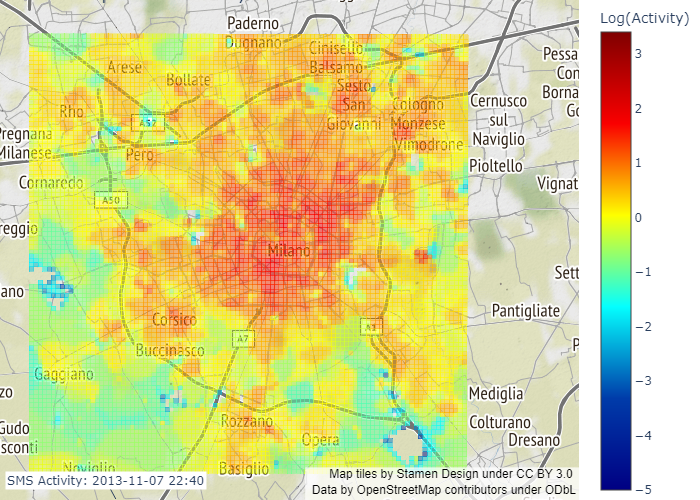 Log(Activity)
3
2
1
0
−1
−2
−3
−4
−5
Paderno
Dugnano
Cinisello
Balsamo
Arese
Bollate
Sesto
San
Giovanni
Pessa
Con
Borna
Go
Rho
A52
Cologno
Monzese
Cernusco
sul
Naviglio
Pregnana
Milanese
Pero
Vimodrone
Pioltello
Cornaredo
Vignat
A50
reggio
Milano
Sett
ano
Pantigliate
Corsico
A7
A1
P
Buccinasco
Gaggiano
zo
Mediglia
Rozzano
Colturano
Gudo
sconti
Opera
Dresano
Noviglio
Basiglio
SMS Activity: 2013-11-07 22:40
Map tiles by Stamen Design under CC BY 3.0
Data by OpenStreetMap contributors under ODbL